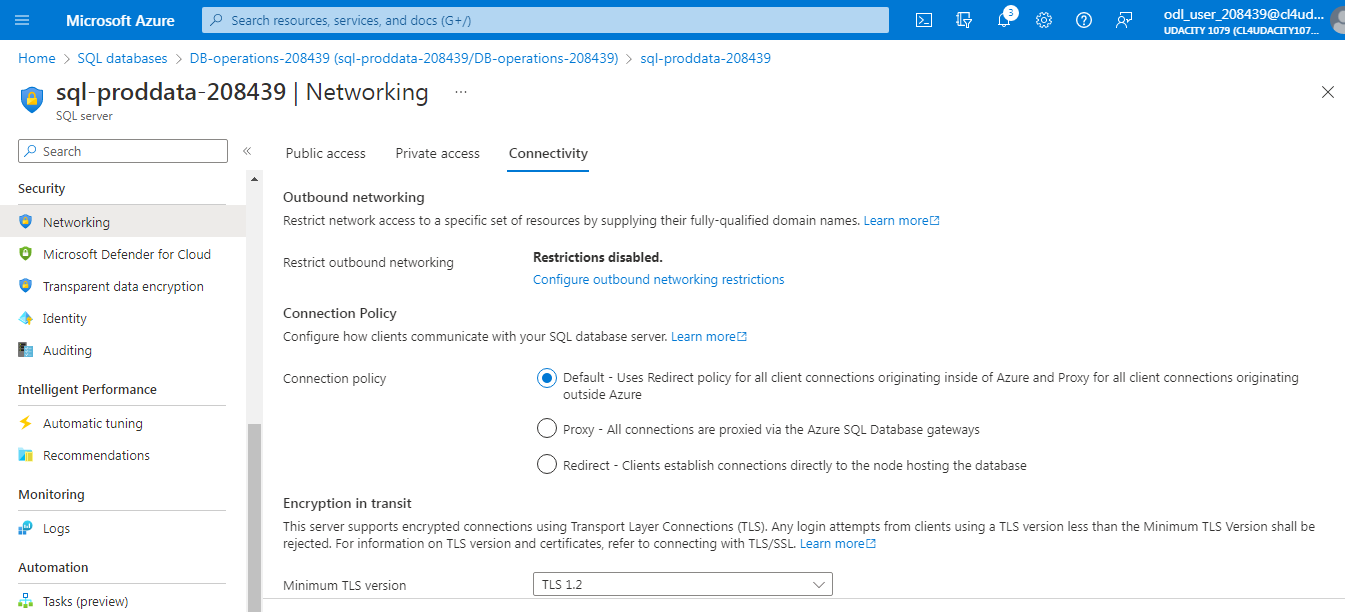 Microsoft Azure
Search resources, services, and docs (G+/)
3
odl_user_208439@cl4ud...
UDACITY 1079 (CL4UDACITY107...
Home > SQL databases > DB-operations-208439 (sql-proddata-208439/DB-operations-208439) > sql-proddata-208439
sql-proddata-208439 | Networking ...
SQL server
Search
«
Security
Networking
Microsoft Defender for Cloud
Transparent data encryption
Identity
Auditing
Intelligent Performance
Automatic tuning
Recommendations
Monitoring
Logs
Automation
Tasks (preview)
Public access Private access Connectivity
Outbound networking
Restrict network access to a specific set of resources by supplying their fully-qualified domain names. Learn more
Restrict outbound networking
Restrictions disabled.
Configure outbound networking restrictions
Connection Policy
Configure how clients communicate with your SQL database server. Learn more
Connection policy
Default - Uses Redirect policy for all client connections originating inside of Azure and Proxy for all client connections originating
outside Azure
Proxy - All connections are proxied via the Azure SQL Database gateways
Redirect - Clients establish connections directly to the node hosting the database
Encryption in transit
This server supports encrypted connections using Transport Layer Connections (TLS). Any login attempts from clients using a TLS version less than the Minimum TLS Version shall be
rejected. For information on TLS version and certificates, refer to connecting with TLS/SSL. Learn more
Minimum TLS version
TLS 1.2